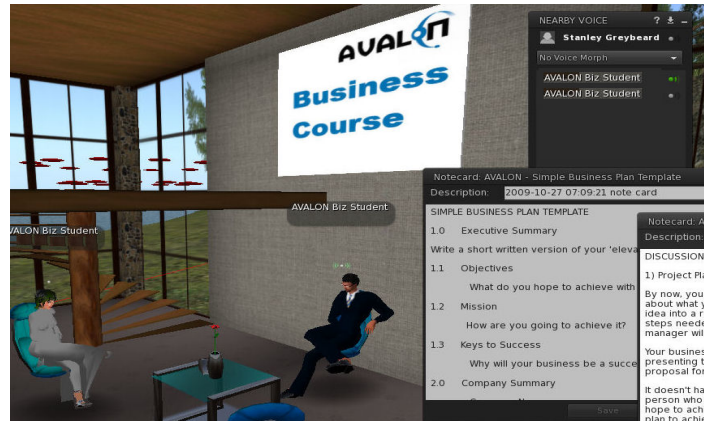 AVALON
Business
Course
NEARBY VOICE
?
Stanley Greybeard
No Voice Morph
AVALON Biz Student
AVALON Biz Student
AVALON Biz Student
VALON Biz Student
Notecard: AVALON - Simple Business Plan Template
Description: 2009-10-27 07:09:21 note card
SIMPLE BUSINESS PLAN TEMPLATE
1.0 Executive Summary
Write a short written version of your 'eleva
1.1 Objectives
What do you hope to achieve with
1.2 Mission
How are you going to achieve it?
1.3 Keys to Success
Why will your business be a succe
2.0 Company Summary
Save
Notecard: A
Description:
DISCUSSION
1) Project Pla
By now, you
about what y
idea into a r
steps neede
manager wil
Your busines
presenting t
proposal for
It doesn't ha
person who
hope to ach
plan to achie